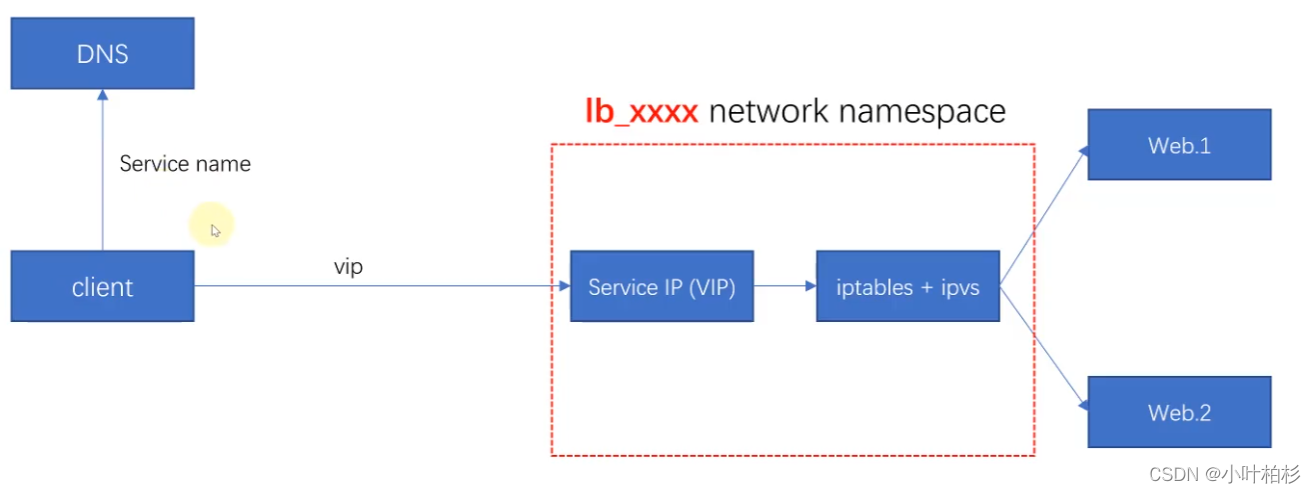 DNS
lb_xxxx network namespace
Web.1
Service name
client
vip
Service IP (VIP)
iptables + ipvs
Web.2
CSDN @小叶柏杉